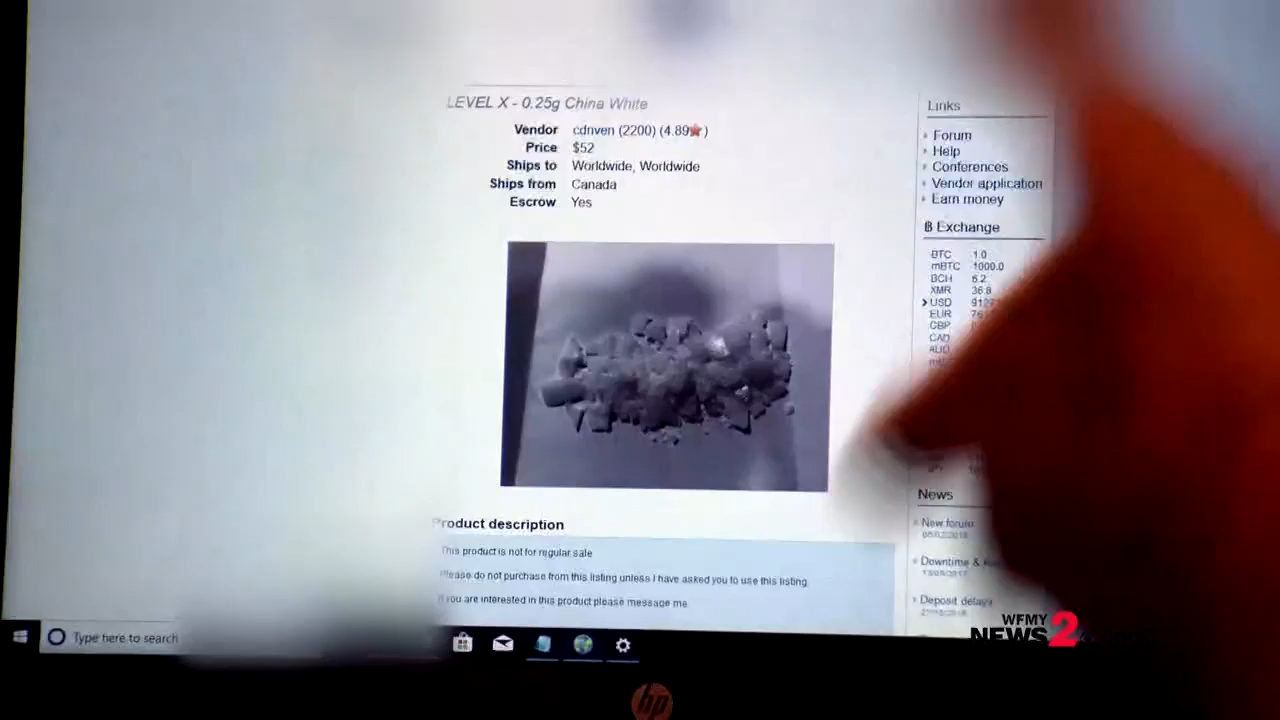 LEVEL X - 0.25g China White
Vendor cdriven (2200) (4.89★)
Price $52
Ships to Worldwide, Worldwide
Ships from Canada
Escrow Yes
Product description
This product is not for regular sale
Please do not purchase from this listing unless I have asked you to use this listing
If you are interested in this product please message me
Links
Forum
Help
Conferences
Vendor application
Earn money
Exchange
BTC 1.0
mBTC 1000.0
BCH 6.2
XMR 36.8
USD
EUR
GBP
CAD
AUD
News
New forum
Downtime &
Deposit delays
Type here to search
hp
WFMY
NEWS 2